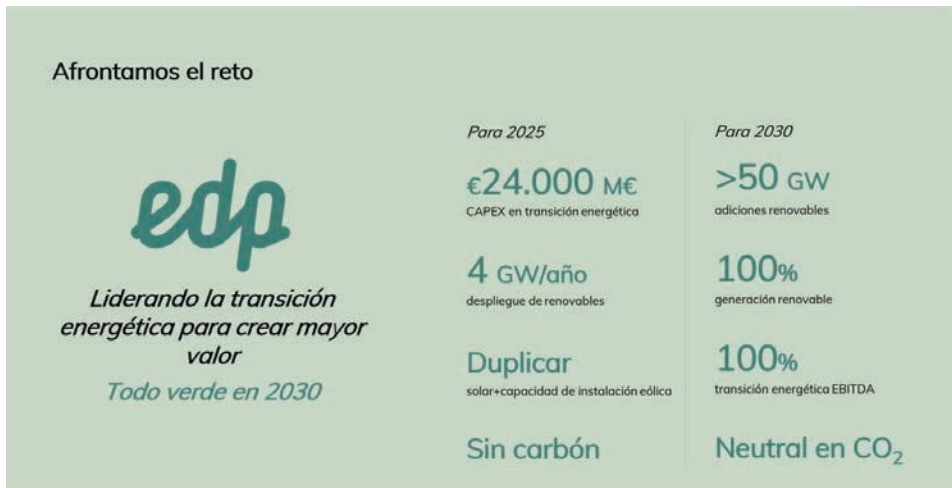 Afrontamos el reto
edp
Liderando la transición
energética para crear mayor
valor
Todo verde en 2030
Para 2025
€24.000 M€
CAPEX en transición energética
4 GW/año
despliegue de renovables
Duplicar
solar+capacidad de instalación eólica
Sin carbón
Para 2030
>50 GW
adiciones renovables
100%
generación renovable
100%
transición energética EBITDA
Neutral en CO₂